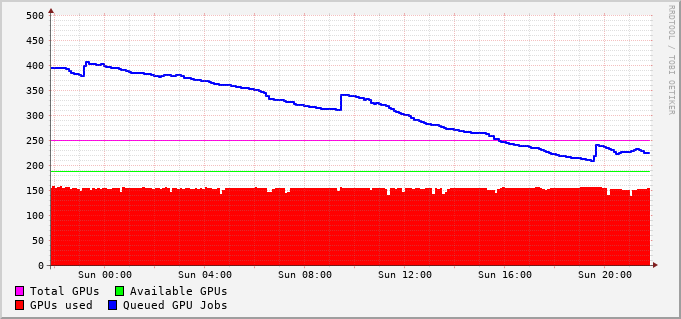 500
450
400
350
300
250
200
150
100
50
0
Sun 00:00 Sun 04:00 Sun 08:00 Sun 12:00 Sun 16:00 Sun 20:00
Total GPUs Available GPUs
GPUs used Queued GPU Jobs
RRDTOOL / TOBI OETIKER